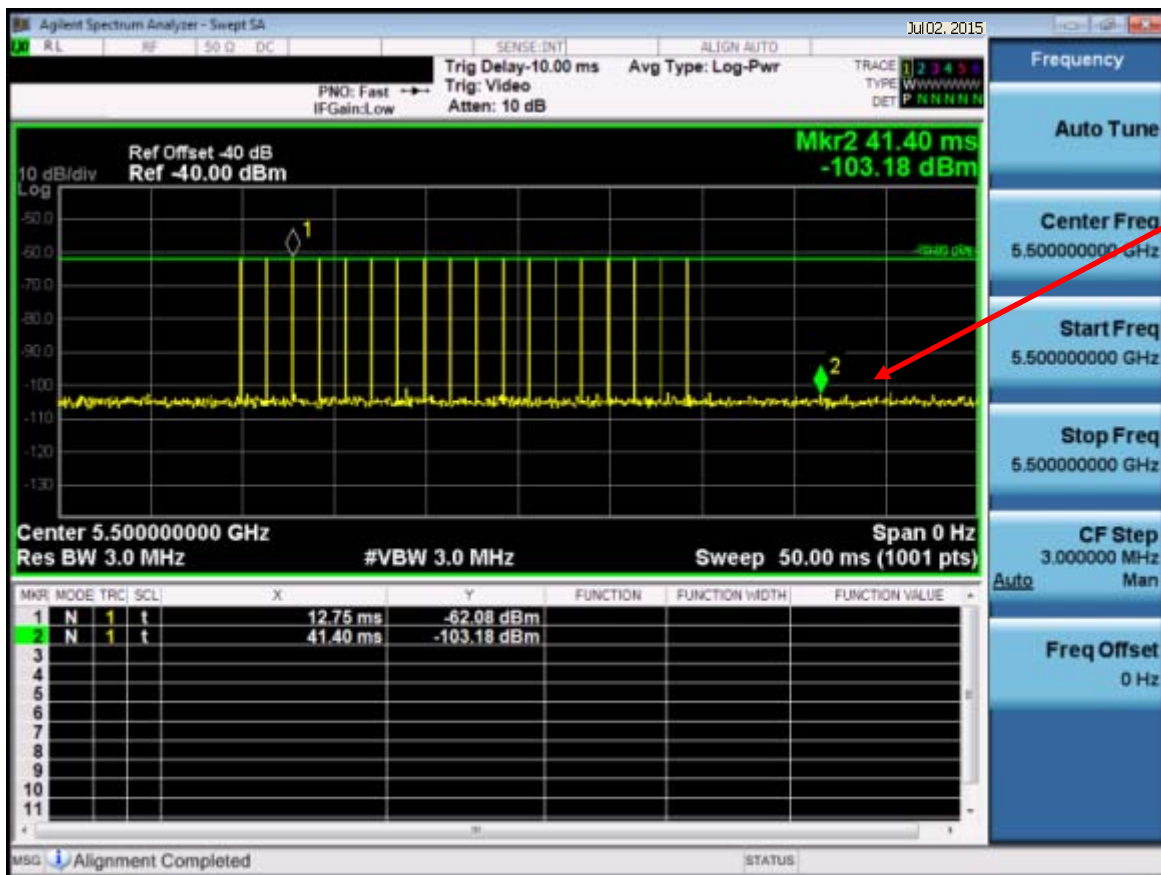 Agilent Spectrum Analyzer - Swept SA
Jul 02, 2015
RL RF 50 Ω DC SENSE:INT ALIGN AUTO
Trig Delay-10.00 ms Avg Type: Log-Pwr TRACE 1 2 3 4 5 6
PNO: Fast Trig: Video TYPE WWWWWW
IFGain:Low Atten: 10 dB DET P N N N N N
Mkr2 41.40 ms
Ref Offset -40 dB
10 dB/div Ref -40.00 dBm -103.18 dBm
Log
-50.0
1
-60.0
-70.0
-80.0
-90.0
2
-100
-110
-120
-130
Center 5.500000000 GHz Span 0 Hz
Res BW 3.0 MHz #VBW 3.0 MHz Sweep 50.00 ms (1001 pts)
MKR MODE TRC SCL X Y FUNCTION FUNCTION WIDTH FUNCTION VALUE
1 N 1 t 12.75 ms -62.08 dBm
2 N 1 t 41.40 ms -103.18 dBm
3
4
5
6
7
8
9
10
11
MSG Alignment Completed STATUS
Frequency
Auto Tune
Center Freq
5.500000000 GHz
Start Freq
5.500000000 GHz
Stop Freq
5.500000000 GHz
CF Step
3.000000 MHz
Auto Man
Freq Offset
0 Hz